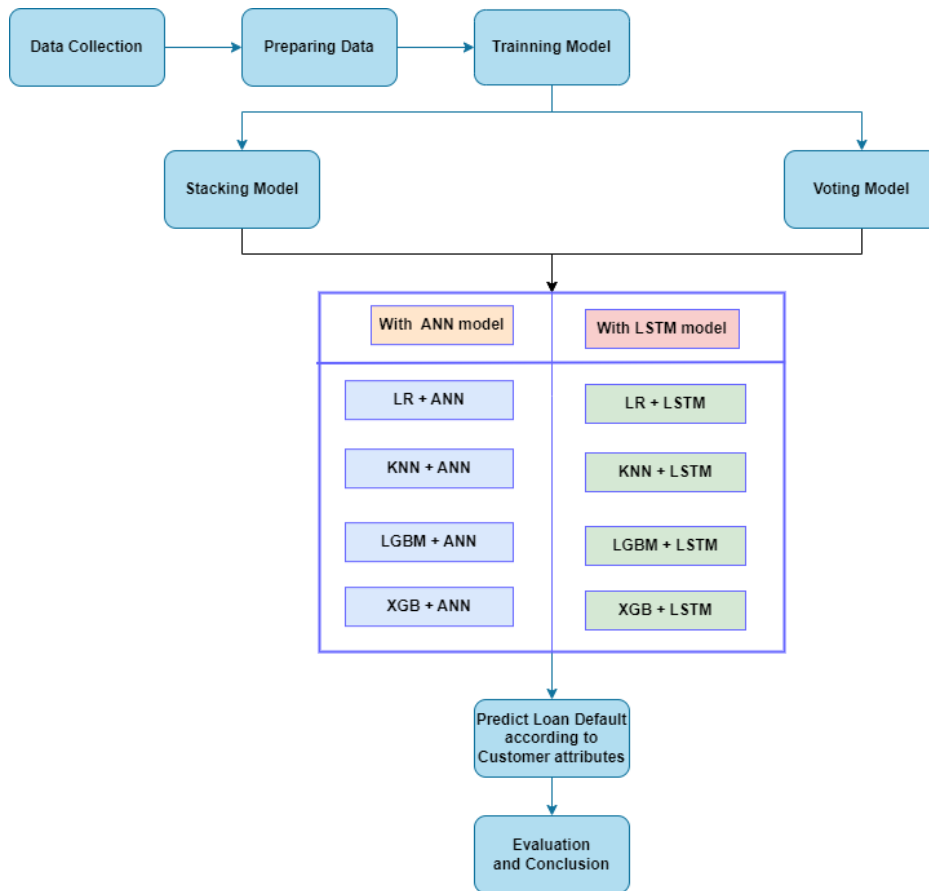 Data Collection
Preparing Data
Trainning Model
Stacking Model
Voting Model
With ANN model
With LSTM model
LR + ANN
LR + LSTM
KNN + ANN
KNN + LSTM
LGBM + ANN
LGBM + LSTM
XGB + ANN
XGB + LSTM
Predict Loan Default
according to
Customer attributes
Evaluation
and Conclusion